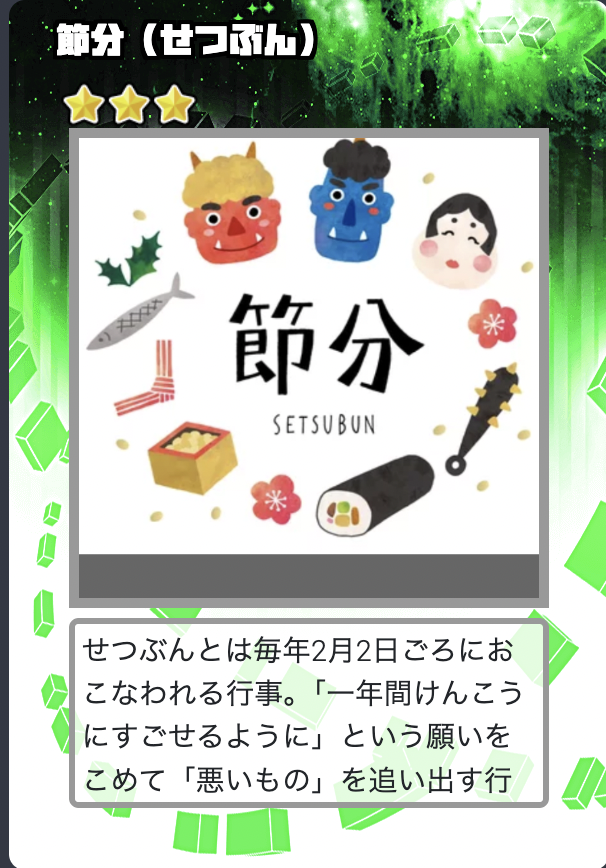 節分（せつぶん）
節分
SETSUBUN
せつぶんとは毎年2月2日ごろにお
こなわれる行事。「一年間けんこう
にすごせるように」という願いを
こめて「悪いもの」を追い出す行